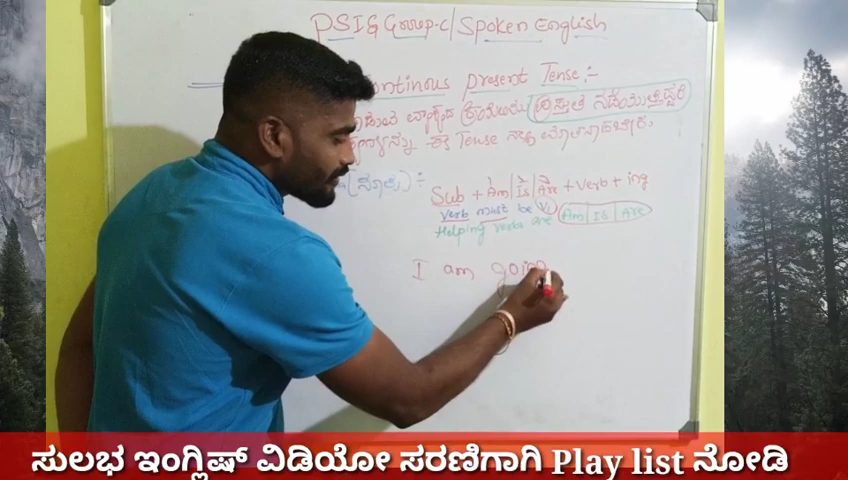 PSI & Group-C/Spoken English
continous Present Tense :-
ಪ್ರಸ್ತುತ ನಡೆಯುತ್ತಿದ್ದರೆ
Tense
Sub + Am|Is|Are + verb + ing
verb must be V1 Am|Is|Are
Helping verbs are
I am going
ಸುಲಭ ಇಂಗ್ಲಿಷ್ ವಿಡಿಯೋ ಸರಣಿಗಾಗಿ Play list ನೋಡಿ